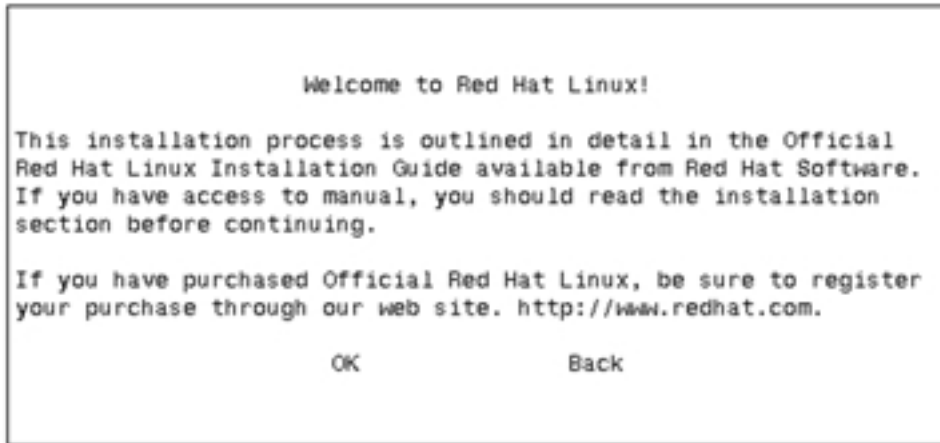 Welcome to Red Hat Linux!
This installation process is outlined in detail in the Official
Red Hat Linux Installation Guide available from Red Hat Software.
If you have access to manual, you should read the installation
section before continuing.
If you have purchased Official Red Hat Linux, be sure to register
your purchase through our web site. http://www.redhat.com.
OK Back